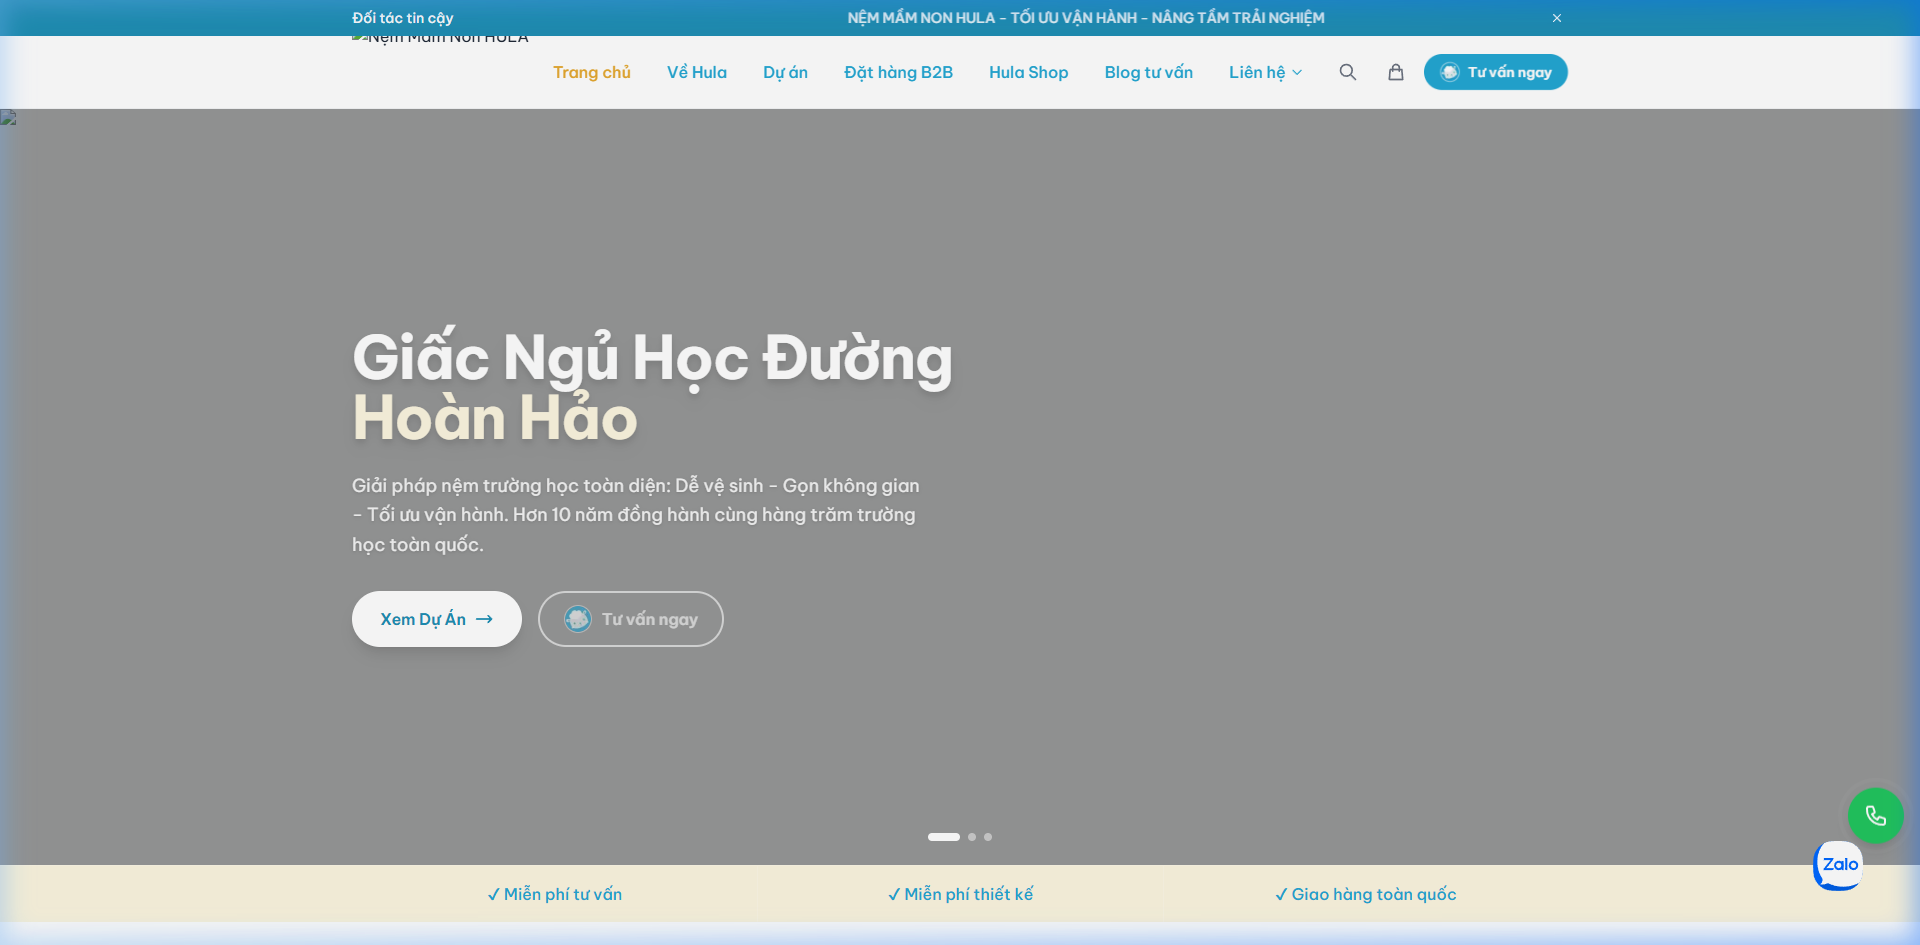 Đối tác tin cậy
NỆM MẦM NON HULA - TỐI ƯU VẬN HÀNH - NÂNG TẦM TRẢI NGHIỆM
Nệm Mầm Non HULA
Trang chủ
Về Hula
Dự án
Đặt hàng B2B
Hula Shop
Blog tư vấn
Liên hệ
Tư vấn ngay
Giấc Ngủ Học Đường
Hoàn Hảo
Giải pháp nệm trường học toàn diện: Dễ vệ sinh - Gọn không gian
- Tối ưu vận hành. Hơn 10 năm đồng hành cùng hàng trăm trường
học toàn quốc.
Xem Dự Án
Tư vấn ngay
Zalo
✓ Miễn phí tư vấn
✓ Miễn phí thiết kế
✓ Giao hàng toàn quốc